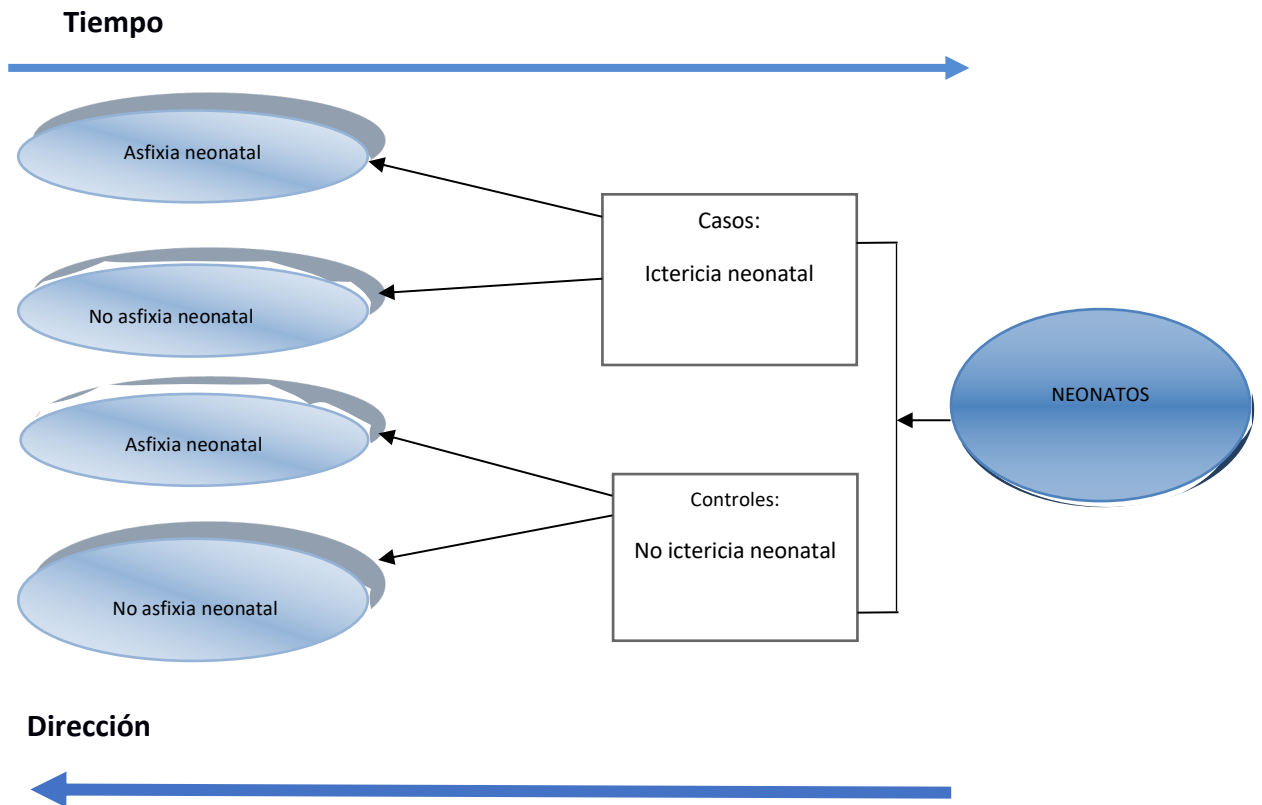 Tiempo
Asfixia neonatal
No asfixia neonatal
Asfixia neonatal
No asfixia neonatal
Casos:
Ictericia neonatal
Controles:
No ictericia neonatal
NEONATOS
Dirección